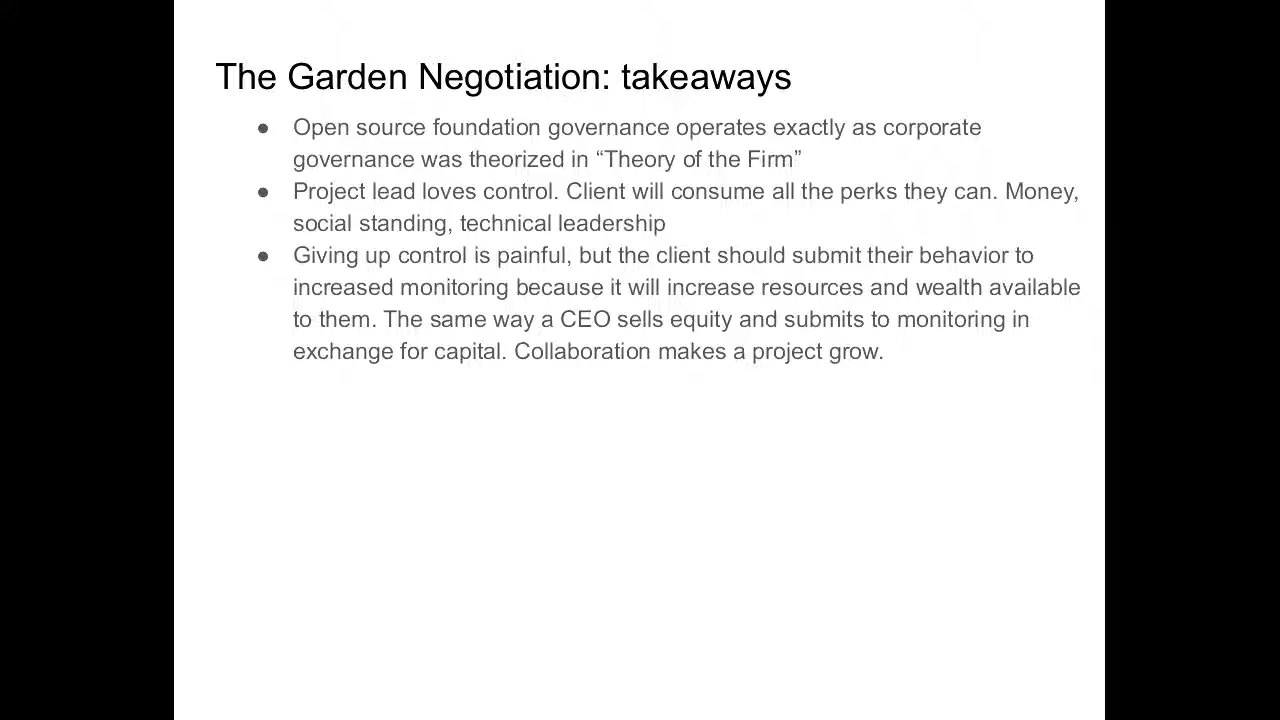 The Garden Negotiation: takeaways
● Open source foundation governance operates exactly as corporate
governance was theorized in “Theory of the Firm”
● Project lead loves control. Client will consume all the perks they can. Money,
social standing, technical leadership
● Giving up control is painful, but the client should submit their behavior to
increased monitoring because it will increase resources and wealth available
to them. The same way a CEO sells equity and submits to monitoring in
exchange for capital. Collaboration makes a project grow.